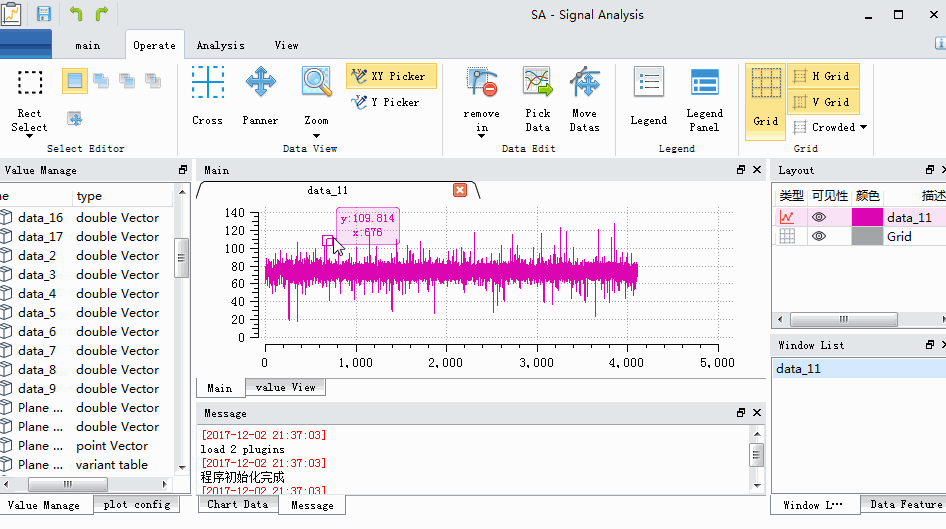 SA - Signal Analysis
main
Operate
Analysis
View
Rect
Select
Select Editor
Cross
Panner
Zoom
XY Picker
Y Picker
Data View
remove
in
Pick
Data
Move
Datas
Data Edit
Legend
Legend
Panel
Legend
Grid
H Grid
V Grid
Crowded
Grid
Value Manage
type
data_16 double Vector
data_17 double Vector
data_2 double Vector
data_3 double Vector
data_4 double Vector
data_5 double Vector
data_6 double Vector
data_7 double Vector
data_8 double Vector
data_9 double Vector
Plane ... double Vector
Plane ... double Vector
Plane ... point Vector
Plane ... variant table
Value Manage
plot config
Main
data_11
140
120
100
80
60
40
20
0
y:109.814
x:676
0 1,000 2,000 3,000 4,000 5,000
Main
value View
Message
[2017-12-02 21:37:03]
load 2 plugins
[2017-12-02 21:37:03]
程序初始化完成
[2017-12-02 21:37:03]
Chart Data
Message
Layout
类型 可见性 颜色 描述
data_11
Grid
Window List
data_11
Window L...
Data Feature